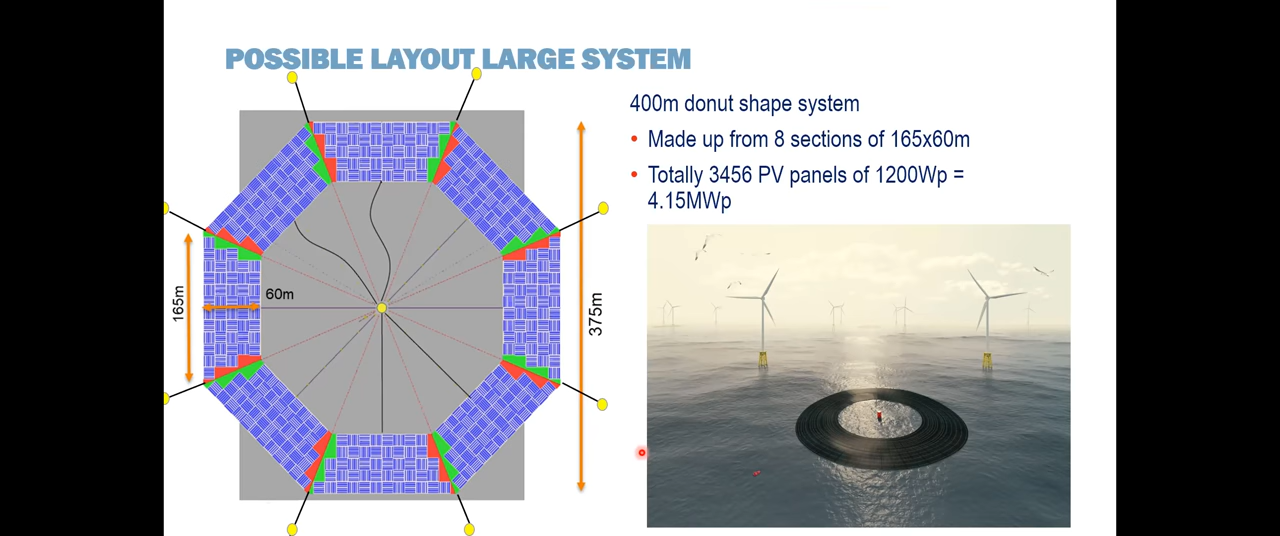 POSSIBLE LAYOUT LARGE SYSTEM
400m donut shape system
• Made up from 8 sections of 165x60m
• Totally 3456 PV panels of 1200Wp =
4.15MWp
165m
60m
375m